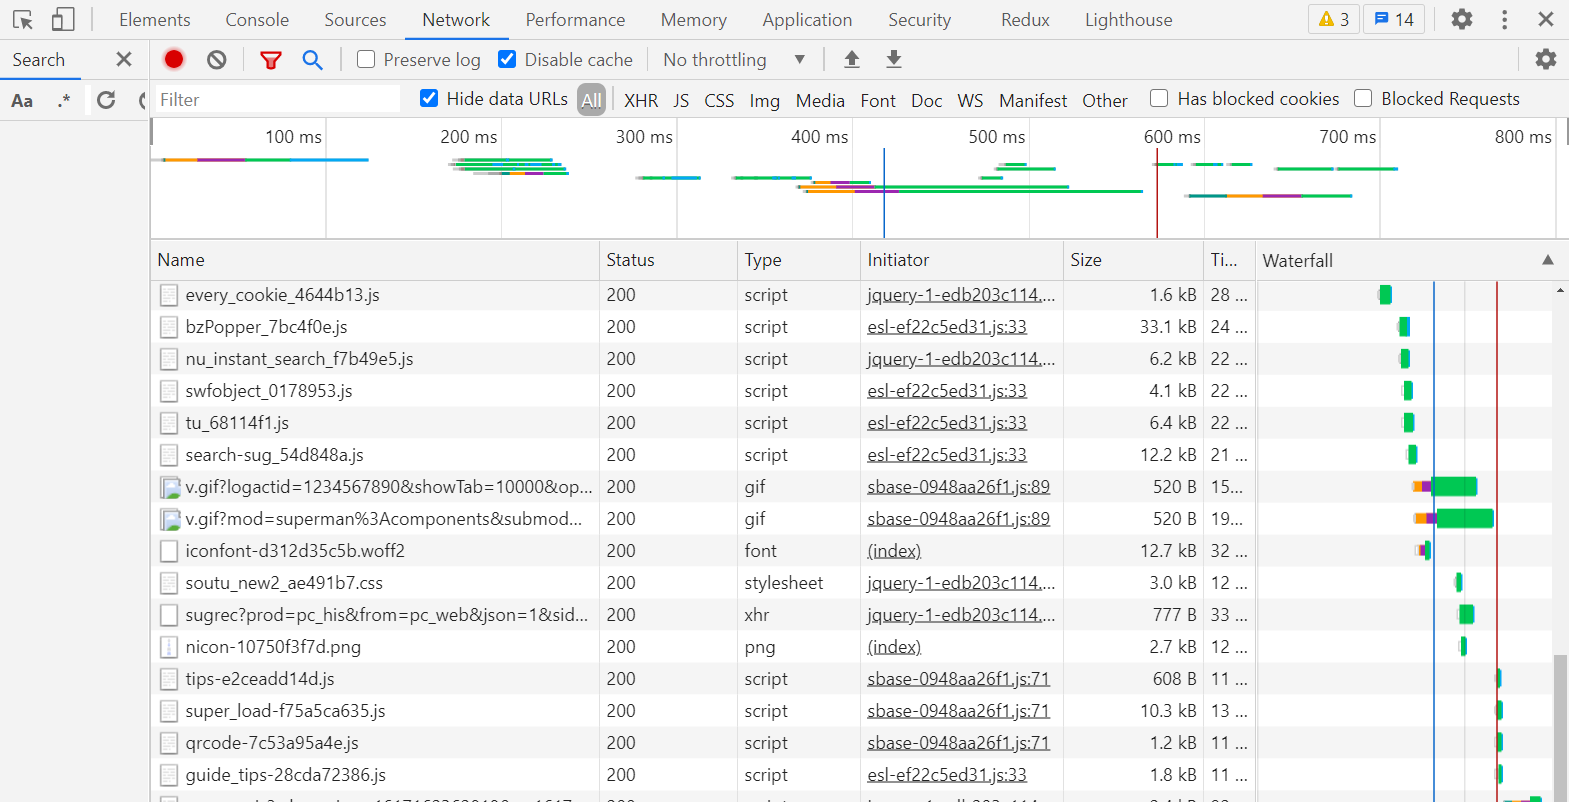 Elements Console Sources Network Performance Memory Application Security Redux Lighthouse 3 14
Search Preserve log Disable cache No throttling
Aa .* Filter Hide data URLs All XHR JS CSS Img Media Font Doc WS Manifest Other Has blocked cookies Blocked Requests
100 ms 200 ms 300 ms 400 ms 500 ms 600 ms 700 ms 800 ms
Name Status Type Initiator Size Ti... Waterfall
every_cookie_4644b13.js 200 script jquery-1-edb203c114.... 1.6 kB 28 ...
bzPopper_7bc4f0e.js 200 script esl-ef22c5ed31.js:33 33.1 kB 24 ...
nu_instant_search_f7b49e5.js 200 script jquery-1-edb203c114.... 6.2 kB 22 ...
swfobject_0178953.js 200 script esl-ef22c5ed31.js:33 4.1 kB 22 ...
tu_68114f1.js 200 script esl-ef22c5ed31.js:33 6.4 kB 22 ...
search-sug_54d848a.js 200 script esl-ef22c5ed31.js:33 12.2 kB 21 ...
v.gif?logactid=1234567890&showTab=10000&op... 200 gif sbase-0948aa26f1.js:89 520 B 15...
v.gif?mod=superman%3Acomponents&submod... 200 gif sbase-0948aa26f1.js:89 520 B 19...
iconfont-d312d35c5b.woff2 200 font (index) 12.7 kB 32 ...
soutu_new2_ae491b7.css 200 stylesheet jquery-1-edb203c114.... 3.0 kB 12 ...
sugrec?prod=pc_his&from=pc_web&json=1&sid... 200 xhr jquery-1-edb203c114.... 777 B 33 ...
nicon-10750f3f7d.png 200 png (index) 2.7 kB 12 ...
tips-e2ceadd14d.js 200 script sbase-0948aa26f1.js:71 608 B 11 ...
super_load-f75a5ca635.js 200 script sbase-0948aa26f1.js:71 10.3 kB 13 ...
qrcode-7c53a95a4e.js 200 script sbase-0948aa26f1.js:71 1.2 kB 11 ...
guide_tips-28cda72386.js 200 script esl-ef22c5ed31.js:33 1.8 kB 11 ...